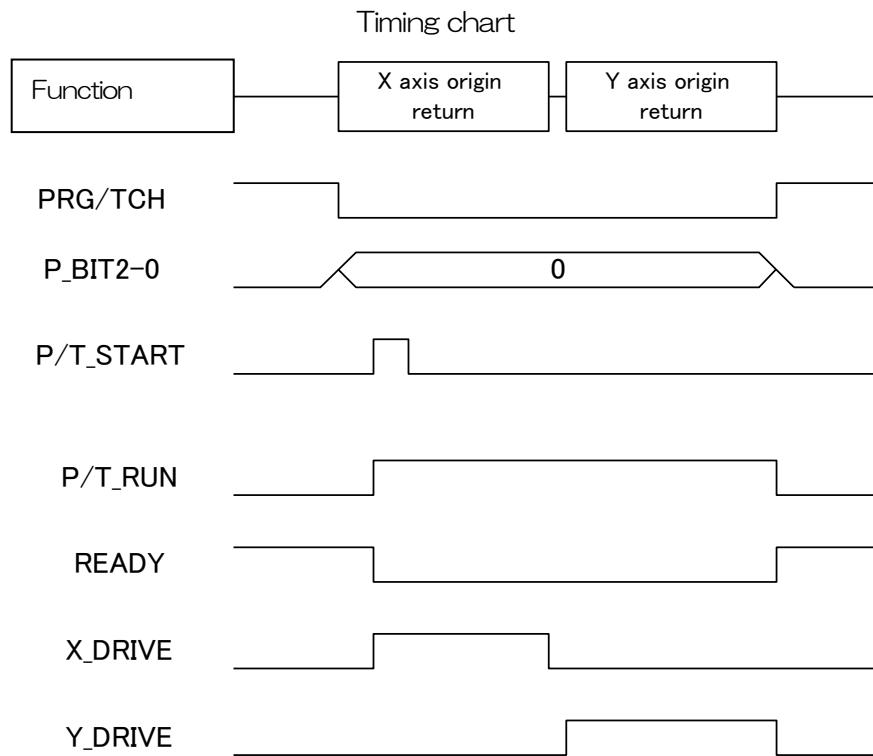 Timing chart
Function
X axis origin
return
Y axis origin
return
PRG/TCH
P_BIT2-0
0
P/T_START
P/T_RUN
READY
X_DRIVE
Y_DRIVE